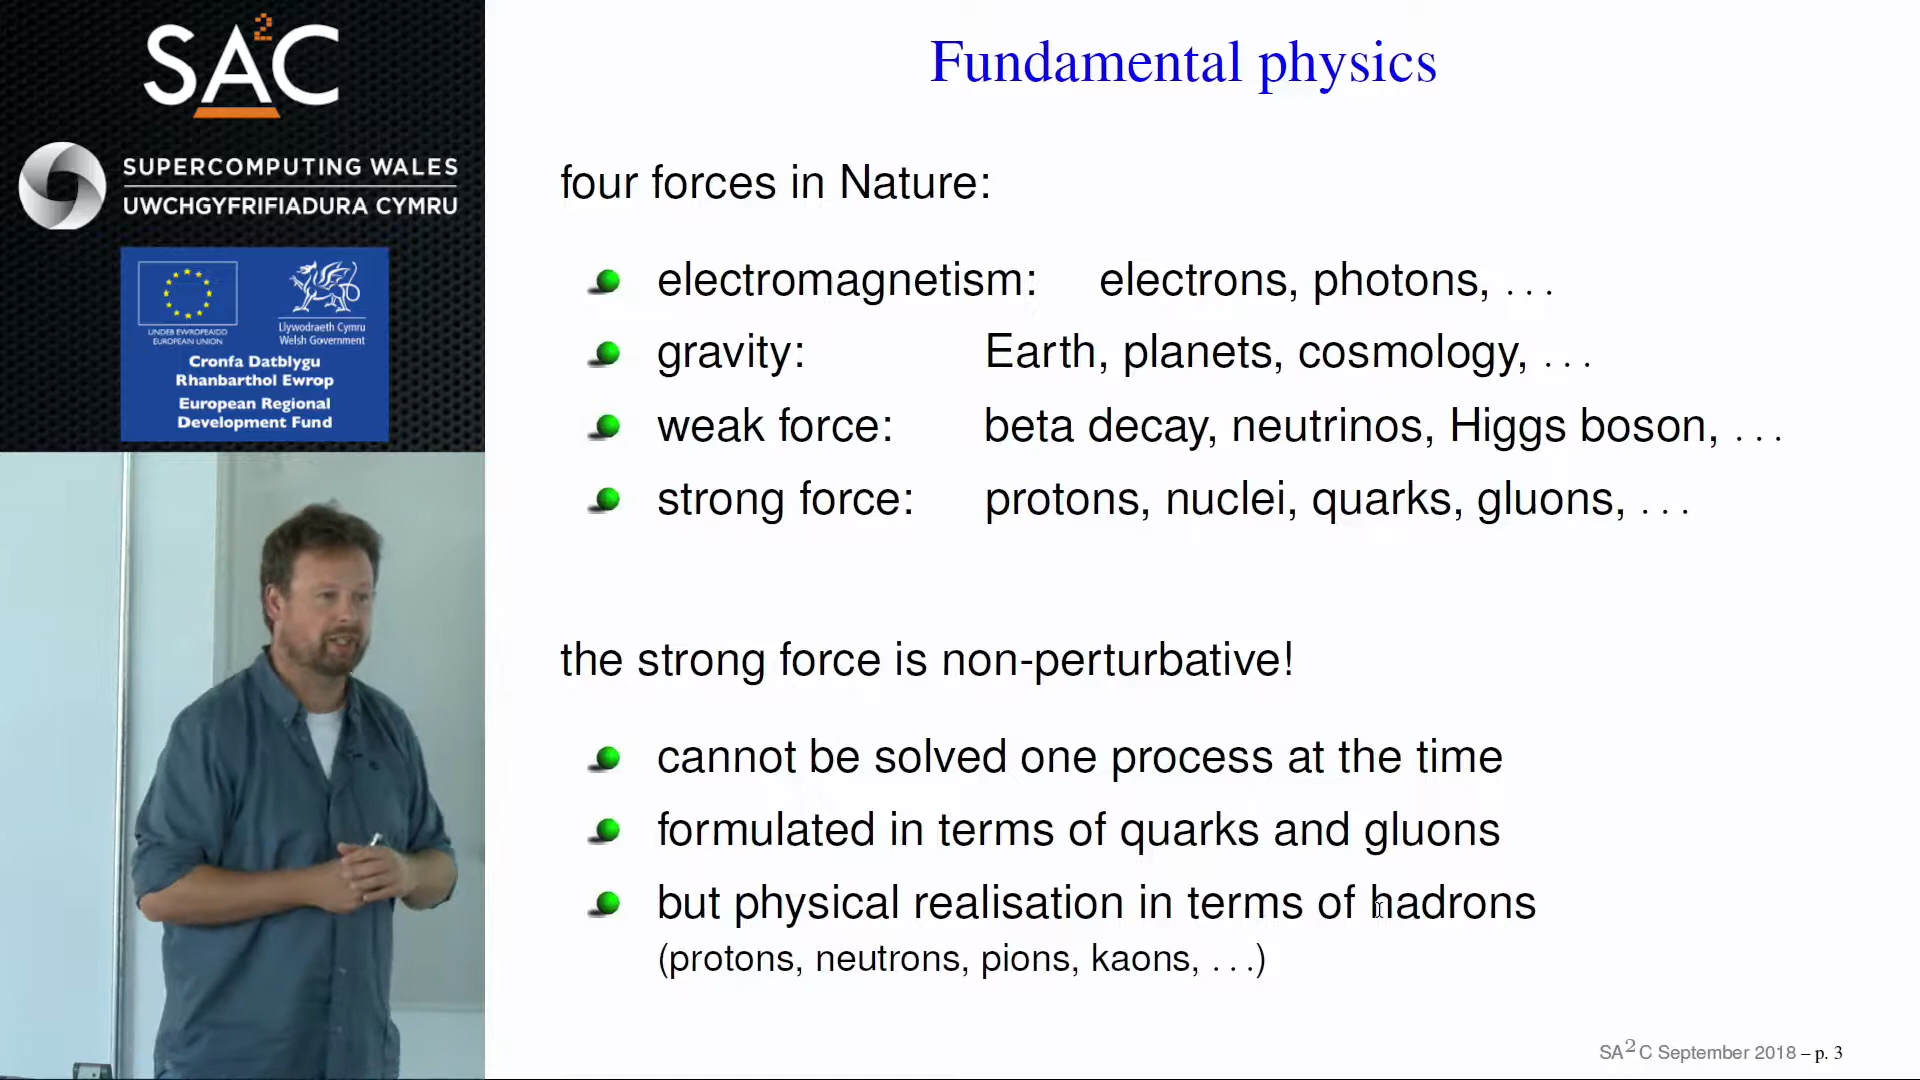 SA²C
SUPERCOMPUTING WALES
UWCHGYFRIFIADURA CYMRU
UNDEB EWROPEAIDD
EUROPEAN UNION
Llywodraeth Cymru
Welsh Government
Cronfa Datblygu
Rhanbarthol Ewrop
European Regional
Development Fund
Fundamental physics
four forces in Nature:
electromagnetism: electrons, photons, . . .
gravity: Earth, planets, cosmology, . . .
weak force: beta decay, neutrinos, Higgs boson, . . .
strong force: protons, nuclei, quarks, gluons, . . .
the strong force is non-perturbative!
cannot be solved one process at the time
formulated in terms of quarks and gluons
but physical realisation in terms of hadrons
(protons, neutrons, pions, kaons, . . .)
SA²C September 2018 – p. 3